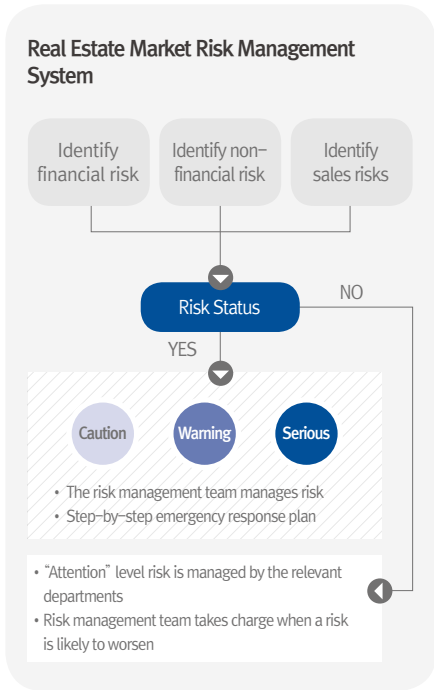 Real Estate Market Risk Management
System
Identify
financial risk
Identify non-
financial risk
Identify
sales risks
Risk Status
NO
YES
Caution
Warning
Serious
• The risk management team manages risk
• Step-by-step emergency response plan
• “Attention” level risk is managed by the relevant
departments
• Risk management team takes charge when a risk
is likely to worsen